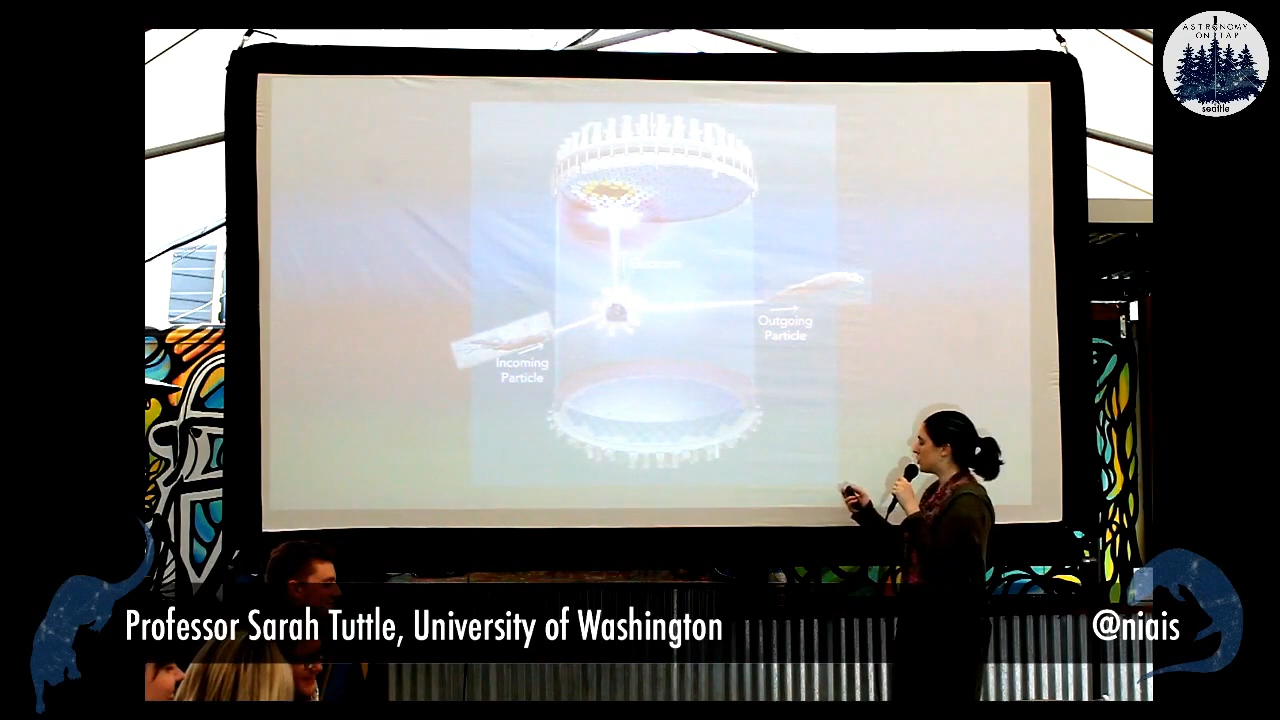 ASTRONOMY
ON TAP
seattle
Incoming
Particle
Outgoing
Particle
Professor Sarah Tuttle, University of Washington
@niais